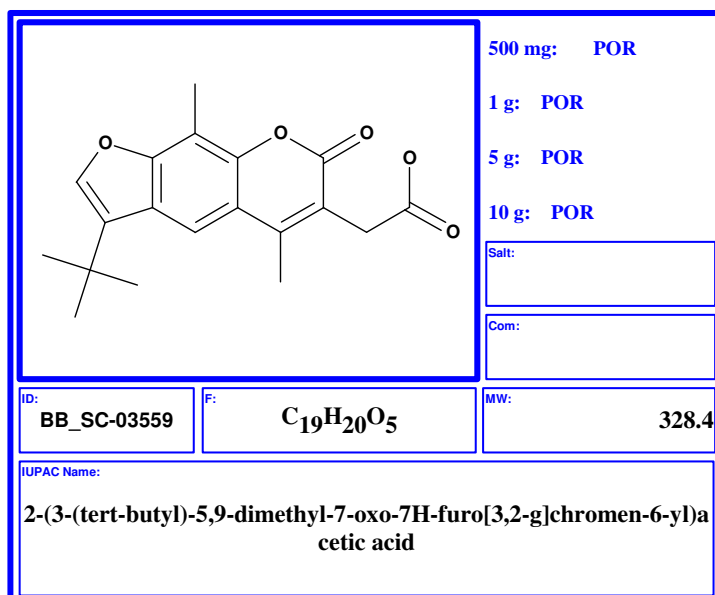 500 mg: POR
1 g: POR
5 g: POR
10 g: POR
O
O
O
O
O
Salt:
Com:
ID:
BB_SC-03559
F:
C19H20O5
MW:
328.4
IUPAC Name:
2-(3-(tert-butyl)-5,9-dimethyl-7-oxo-7H-furo[3,2-g]chromen-6-yl)a
cetic acid